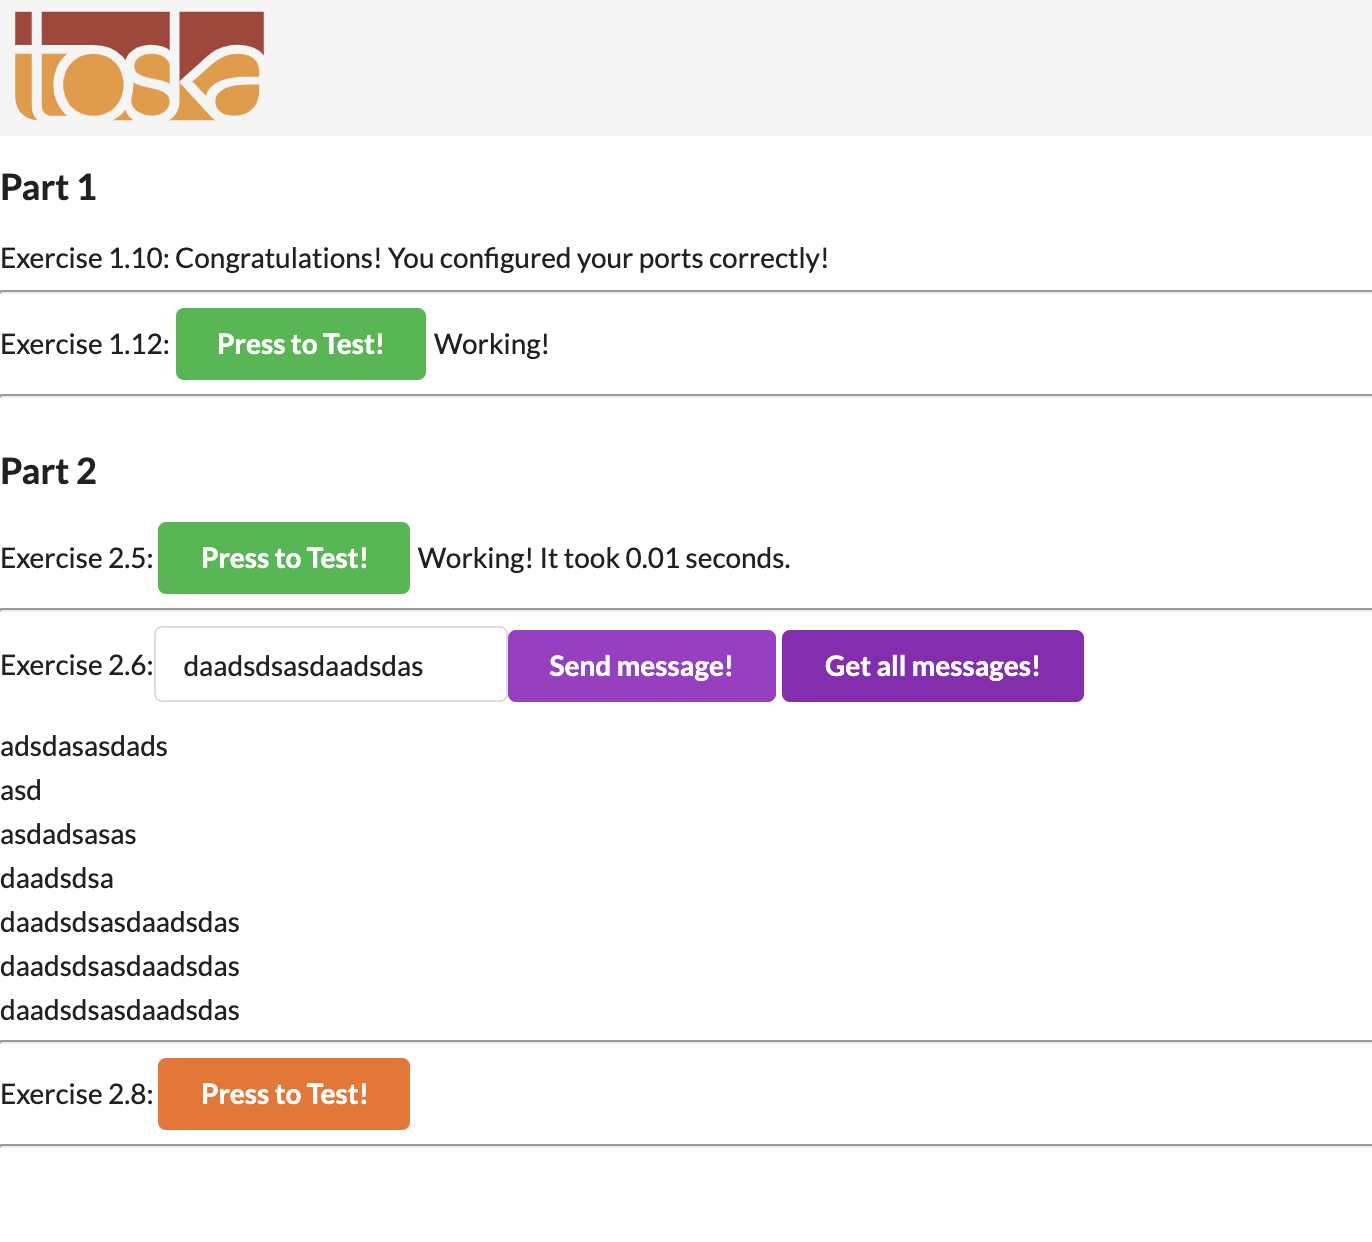 toska
Part 1
Exercise 1.10: Congratulations! You configured your ports correctly!
Exercise 1.12: Press to Test! Working!
Part 2
Exercise 2.5: Press to Test! Working! It took 0.01 seconds.
Exercise 2.6: daadsdsasdaadsdas Send message! Get all messages!
adsdasasdads
asd
asdadsasas
daadsdsa
daadsdsasdaadsdas
daadsdsasdaadsdas
daadsdsasdaadsdas
Exercise 2.8: Press to Test!